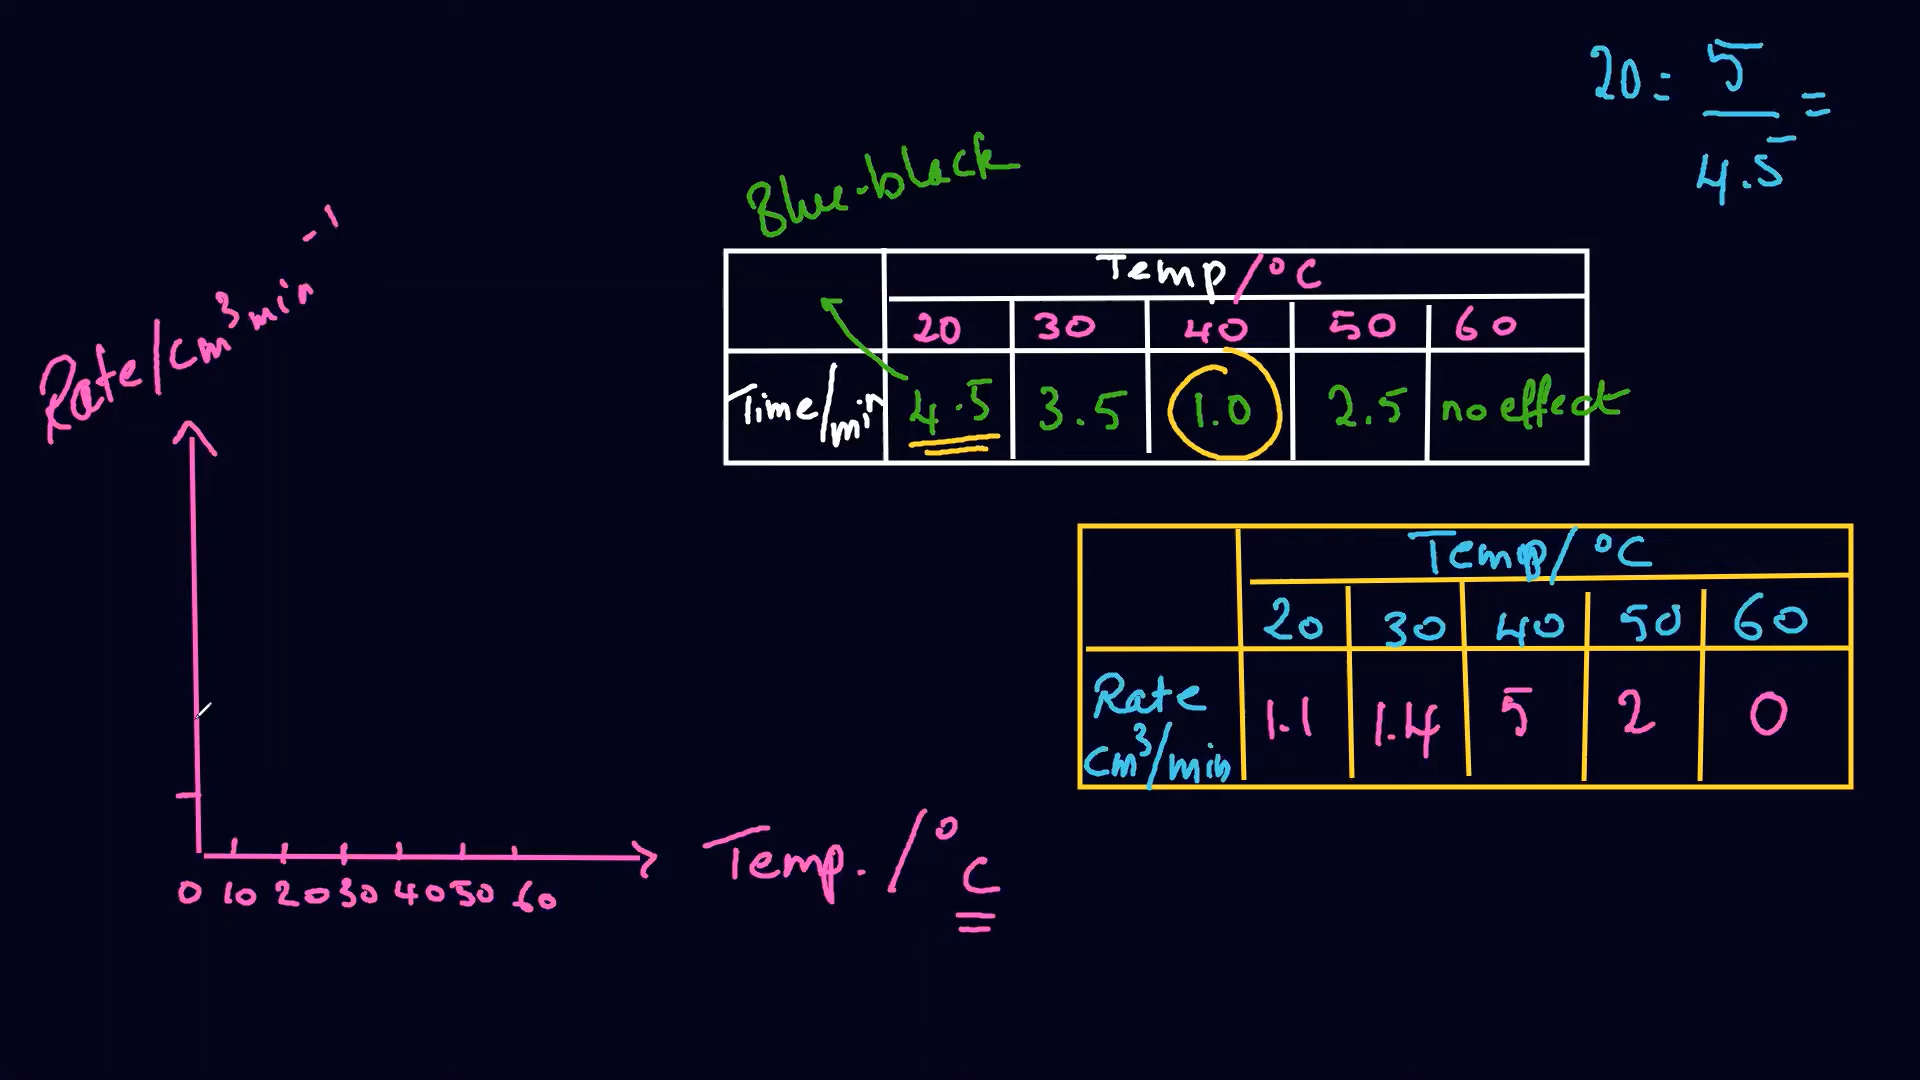 20 = 5/4.5 =
Blue-black
Temp/°C
20 30 40 50 60
Time/min 4.5 3.5 1.0 2.5 no effect
Rate/cm³min⁻¹
Temp/°C
20 30 40 50 60
Rate cm³/min 1.1 1.4 5 2 0
Temp./°C
0 10 20 30 40 50 60